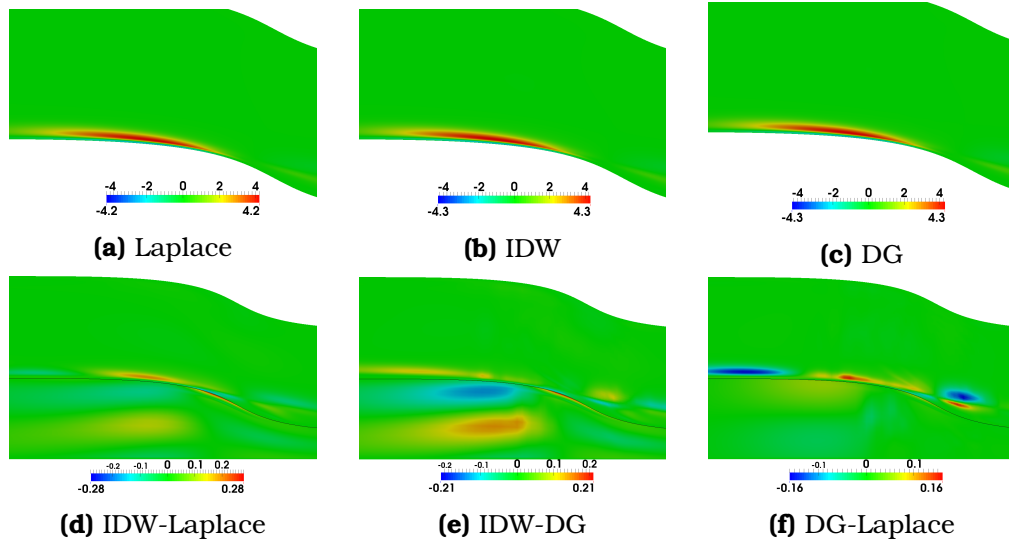 -4 -2 0 2 4
-4.2 4.2
(a) Laplace
-4 -2 0 2 4
-4.3 4.3
(b) IDW
-4 -2 0 2 4
-4.3 4.3
(c) DG
-0.2 -0.1 0 0.1 0.2
-0.28 0.28
(d) IDW-Laplace
-0.2 -0.1 0 0.1 0.2
-0.21 0.21
(e) IDW-DG
-0.1 0 0.1
-0.16 0.16
(f) DG-Laplace